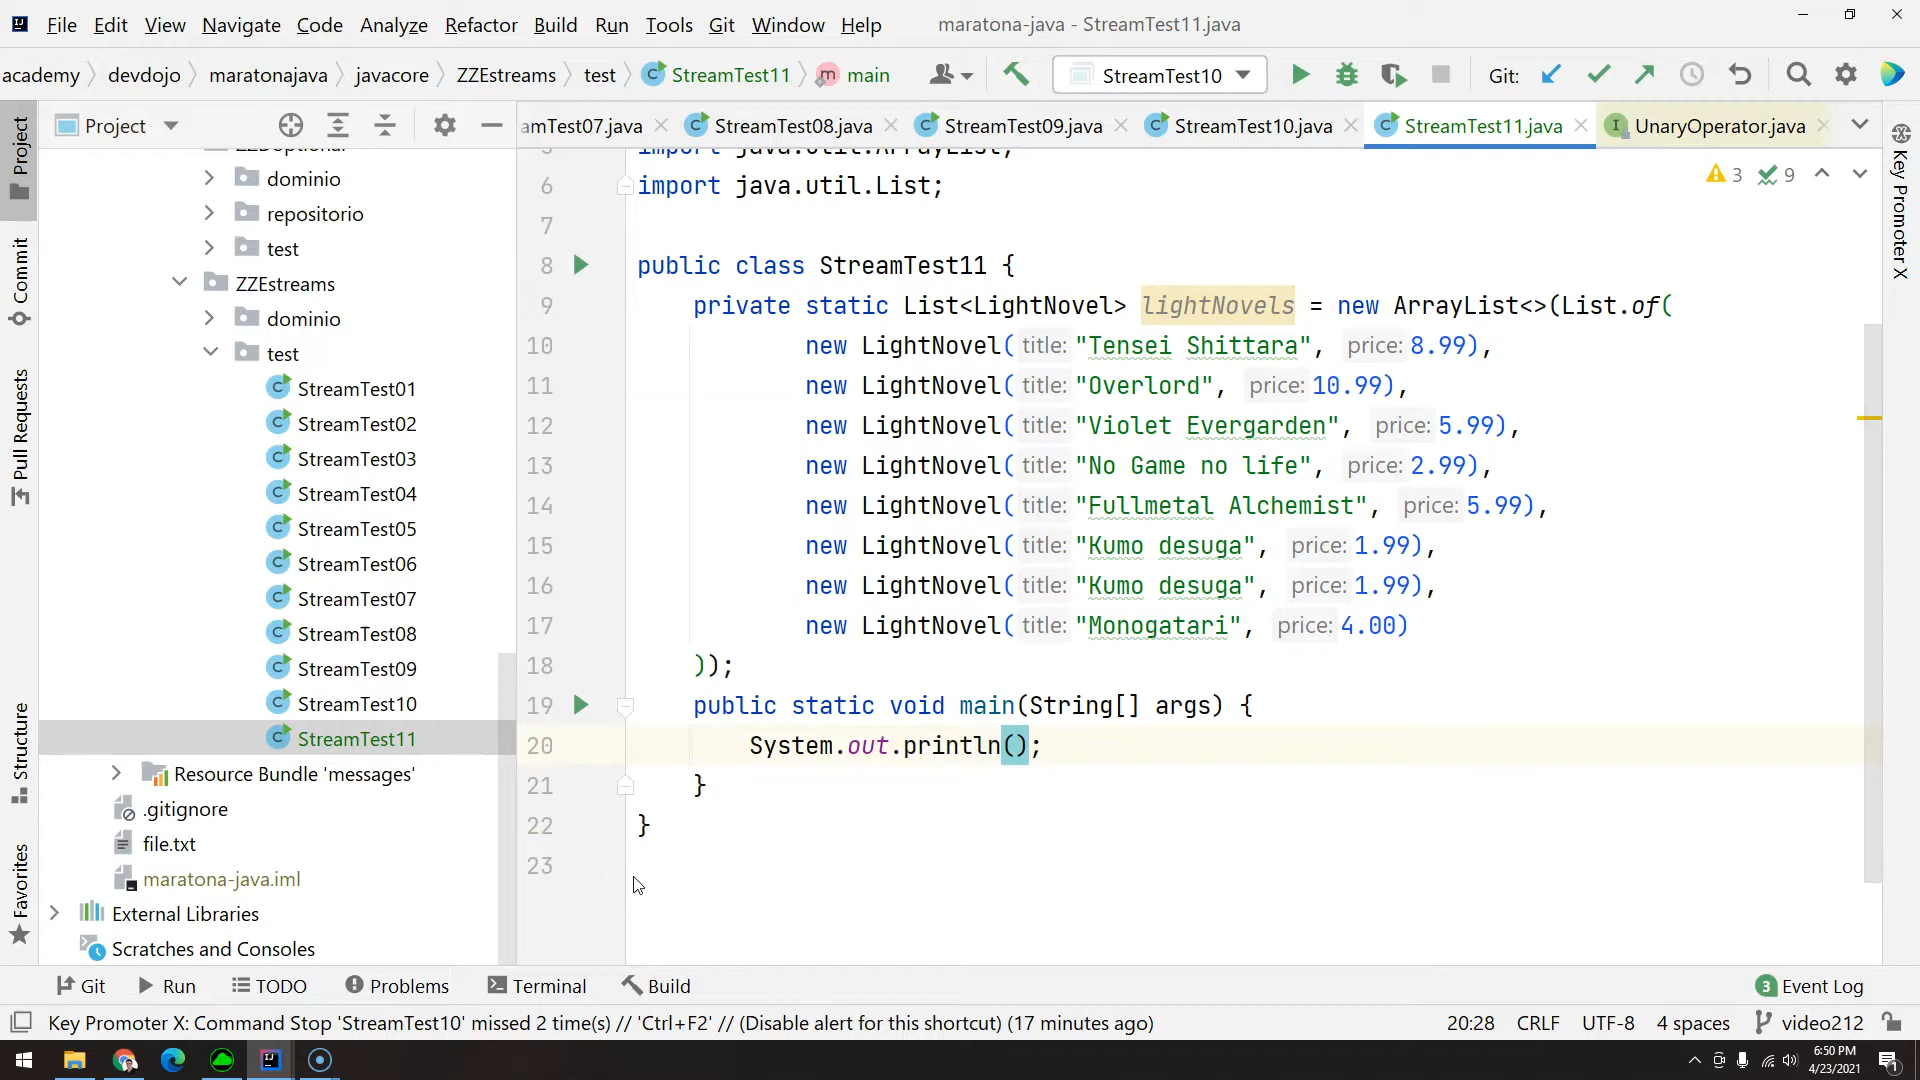 File Edit View Navigate Code Analyze Refactor Build Run Tools Git Window Help maratona-java - StreamTest11.java
academy devdojo maratonajava javacore ZZEstreams test StreamTest11 main StreamTest10 Git:
Project amTest07.java StreamTest08.java StreamTest09.java StreamTest10.java StreamTest11.java UnaryOperator.java
3 9
5 import java.util.ArrayList;
6 import java.util.List;
7
8 public class StreamTest11 {
9 private static List<LightNovel> lightNovels = new ArrayList<>(List.of(
10 new LightNovel( title: "Tensei Shittara", price: 8.99),
11 new LightNovel( title: "Overlord", price: 10.99),
12 new LightNovel( title: "Violet Evergarden", price: 5.99),
13 new LightNovel( title: "No Game no life", price: 2.99),
14 new LightNovel( title: "Fullmetal Alchemist", price: 5.99),
15 new LightNovel( title: "Kumo desuga", price: 1.99),
16 new LightNovel( title: "Kumo desuga", price: 1.99),
17 new LightNovel( title: "Monogatari", price: 4.00)
18 ));
19 public static void main(String[] args) {
20 System.out.println();
21 }
22 }
23
ZZDoptional
dominio
repositorio
test
ZZEstreams
dominio
test
StreamTest01
StreamTest02
StreamTest03
StreamTest04
StreamTest05
StreamTest06
StreamTest07
StreamTest08
StreamTest09
StreamTest10
StreamTest11
Resource Bundle 'messages'
.gitignore
file.txt
maratona-java.iml
External Libraries
Scratches and Consoles
Project
Commit
Pull Requests
Structure
Favorites
Key Promoter X
Git Run TODO Problems Terminal Build 3 Event Log
Key Promoter X: Command Stop 'StreamTest10' missed 2 time(s) // 'Ctrl+F2' // (Disable alert for this shortcut) (17 minutes ago) 20:28 CRLF UTF-8 4 spaces video212
6:50 PM
4/23/2021
1